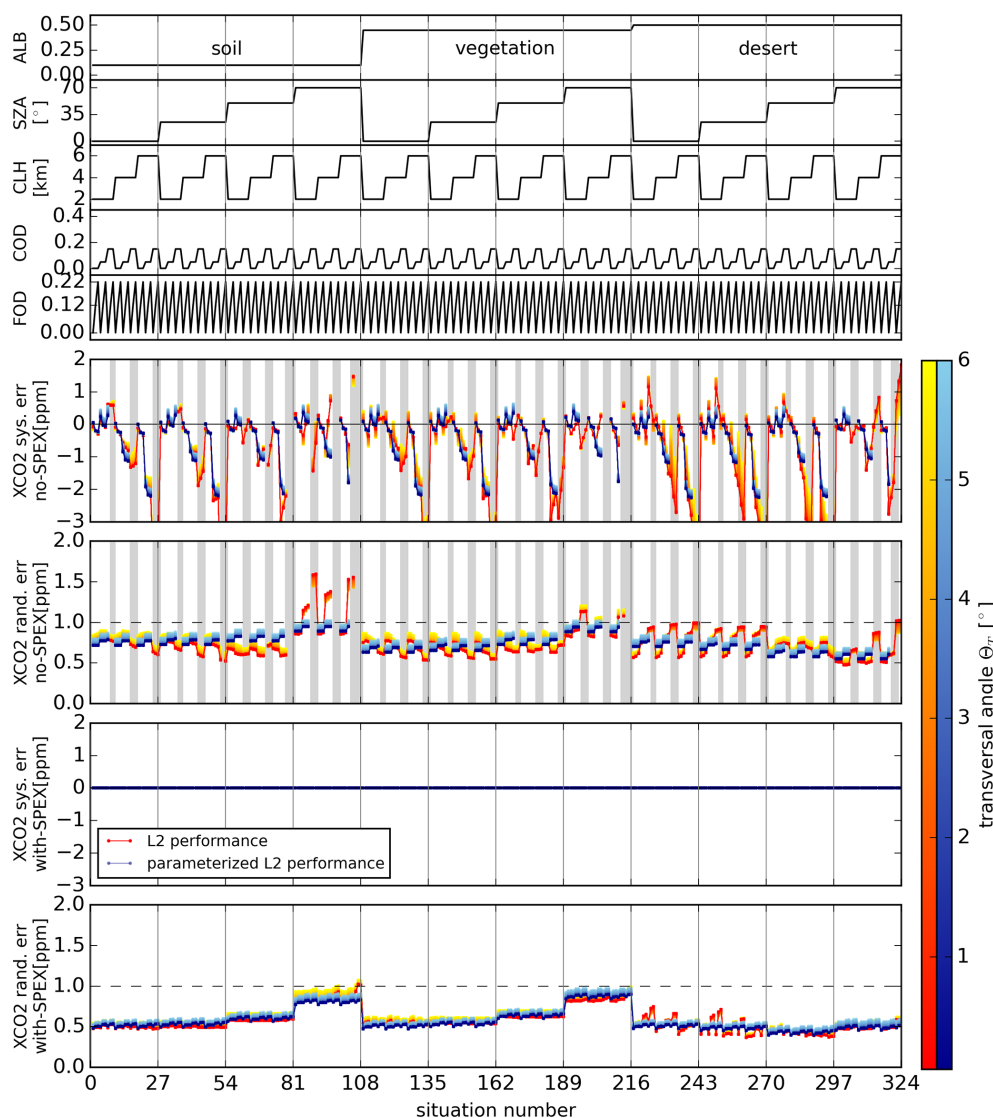 ALB
0.50
0.25
0.00
soil
vegetation
desert
SZA
[°]
70
35
0
CLH
[km]
6
4
2
COD
0.4
0.2
0.0
FOD
0.22
0.12
0.00
XCO2 sys. err
no-SPEX[ppm]
2
1
0
−1
−2
−3
XCO2 rand. err
no-SPEX[ppm]
2.0
1.5
1.0
0.5
0.0
XCO2 sys. err
with-SPEX[ppm]
2
1
0
−1
−2
−3
L2 performance
parameterized L2 performance
XCO2 rand. err
with-SPEX[ppm]
2.0
1.5
1.0
0.5
0.0
0 27 54 81 108 135 162 189 216 243 270 297 324
situation number
6
5
4
3
2
1
transversal angle Θ_Tr [°]